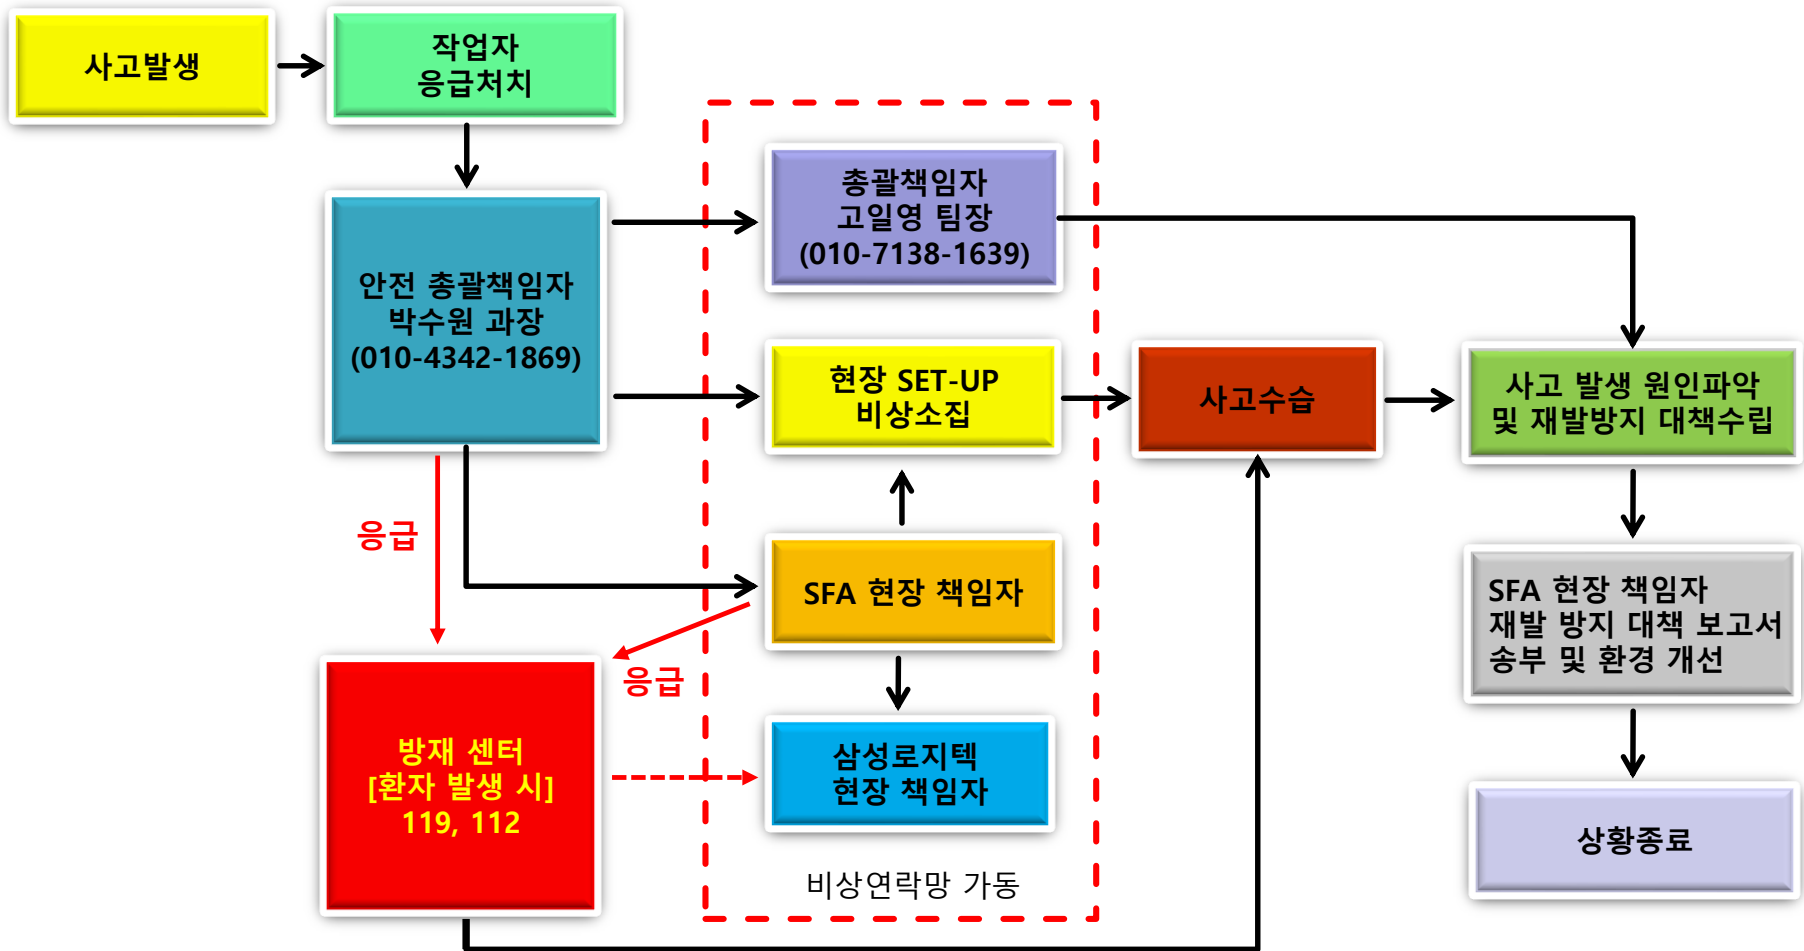 사고발생
작업자
응급처치
총괄책임자
고일영 팀장
(010-7138-1639)
안전 총괄책임자
박수원 과장
(010-4342-1869)
현장 SET-UP
비상소집
사고수습
사고 발생 원인파악
및 재발방지 대책수립
응급
SFA 현장 책임자
SFA 현장 책임자
재발 방지 대책 보고서
송부 및 환경 개선
응급
방재 센터
[환자 발생 시]
119, 112
삼성로지텍
현장 책임자
상황종료
비상연락망 가동